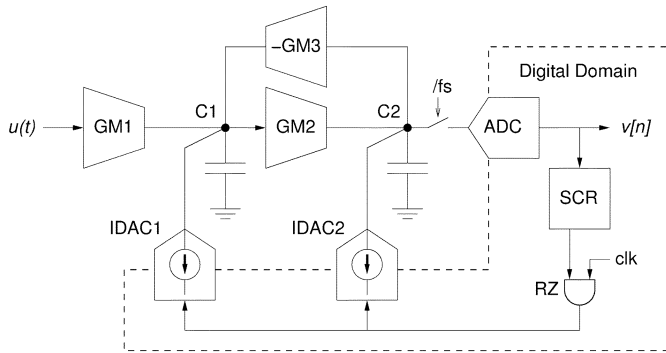 −GM3
Digital Domain
/fs
C1
C2
u(t)
GM1
GM2
ADC
v[n]
SCR
IDAC1
IDAC2
clk
RZ